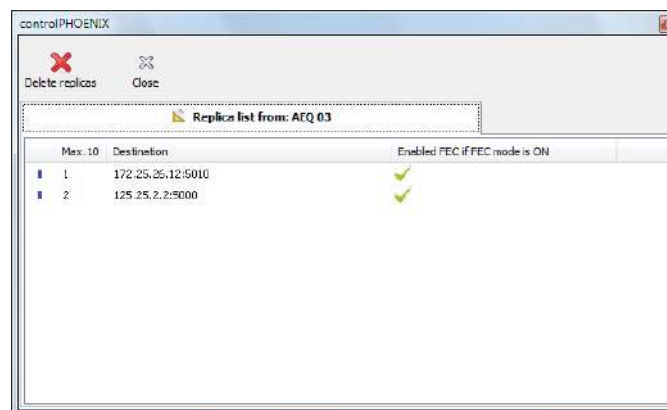 controlPHOENIX
Delete replicas Close
Replica list from: AEQ 03
Max. 10 Destination Enabled FEC if FEC mode is ON
1 172.25.26.12:5010
2 125.25.2.2:5000